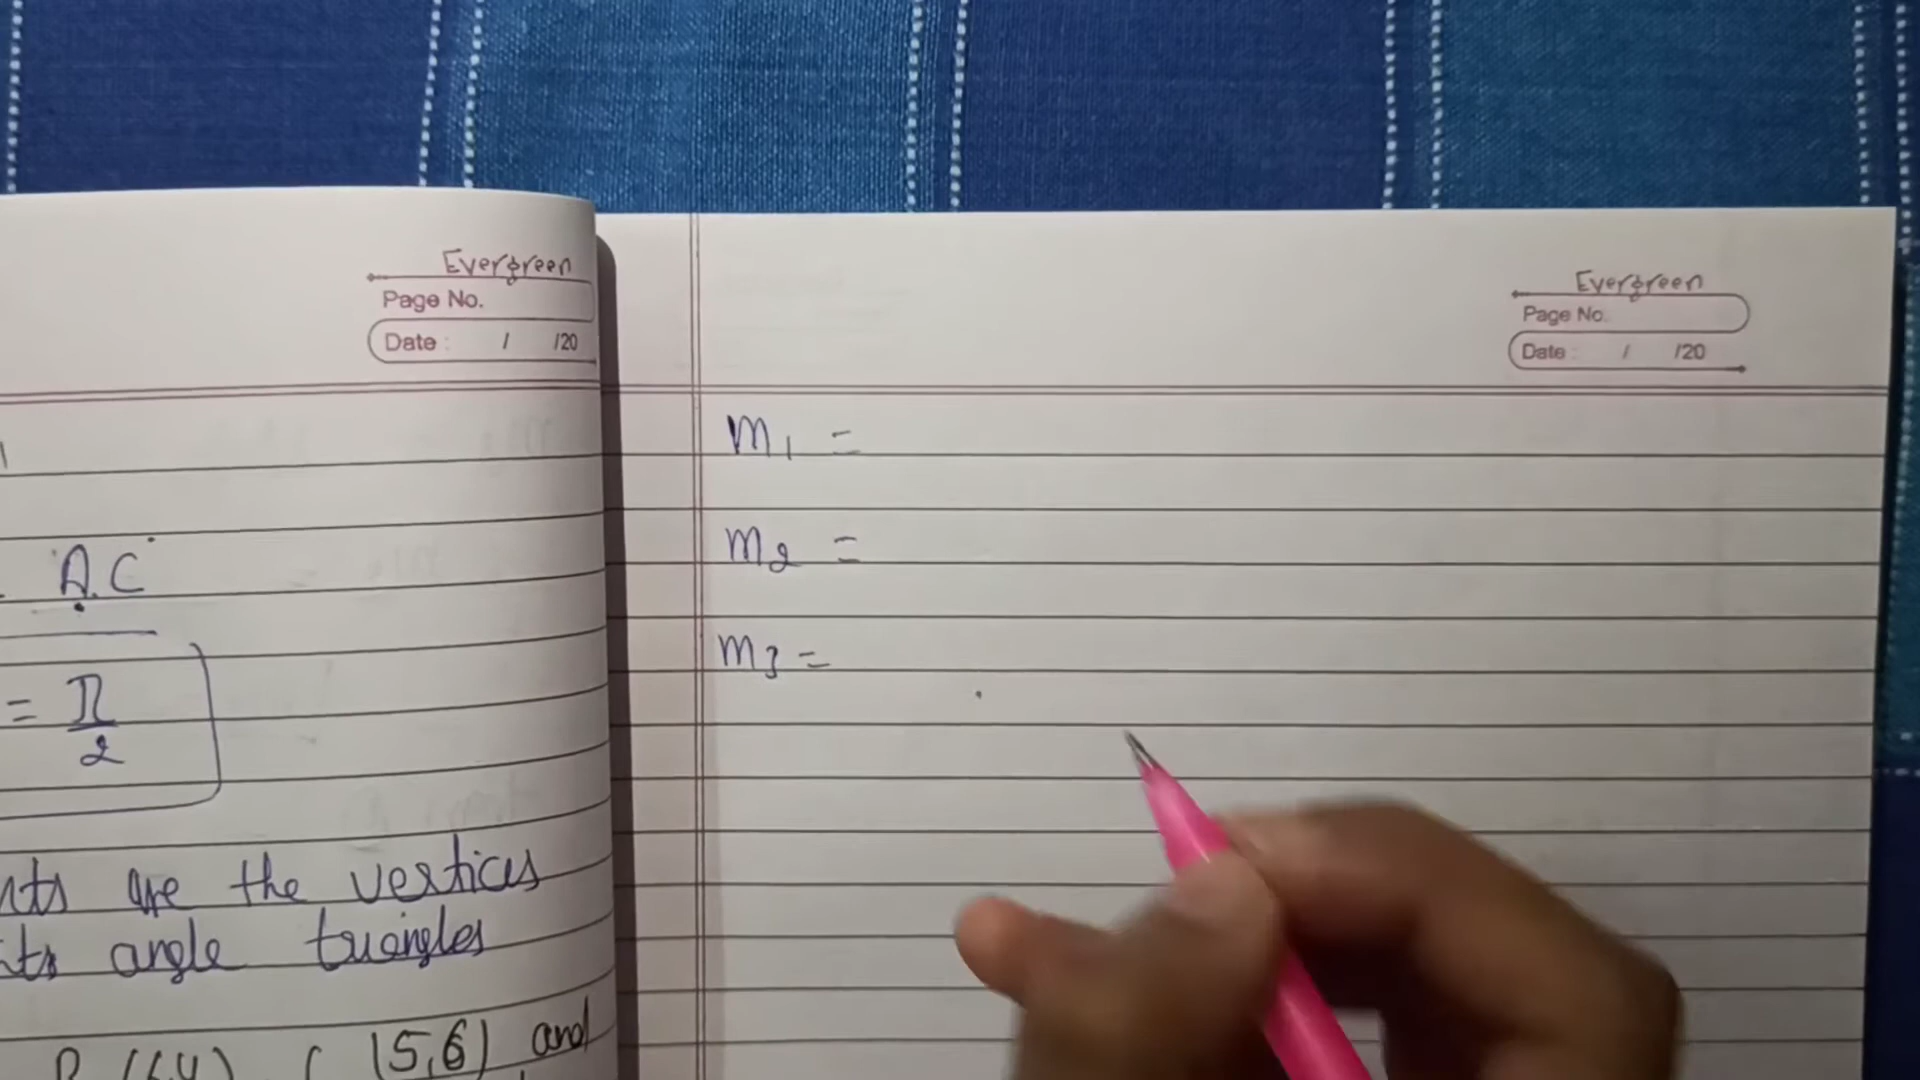 Evergreen
Page No.
Date : / /20
A.C
= π/2
are the vertices
angle triangles
(5,6) and
Evergreen
Page No.
Date : / /20
m1 =
m2 =
m3 =